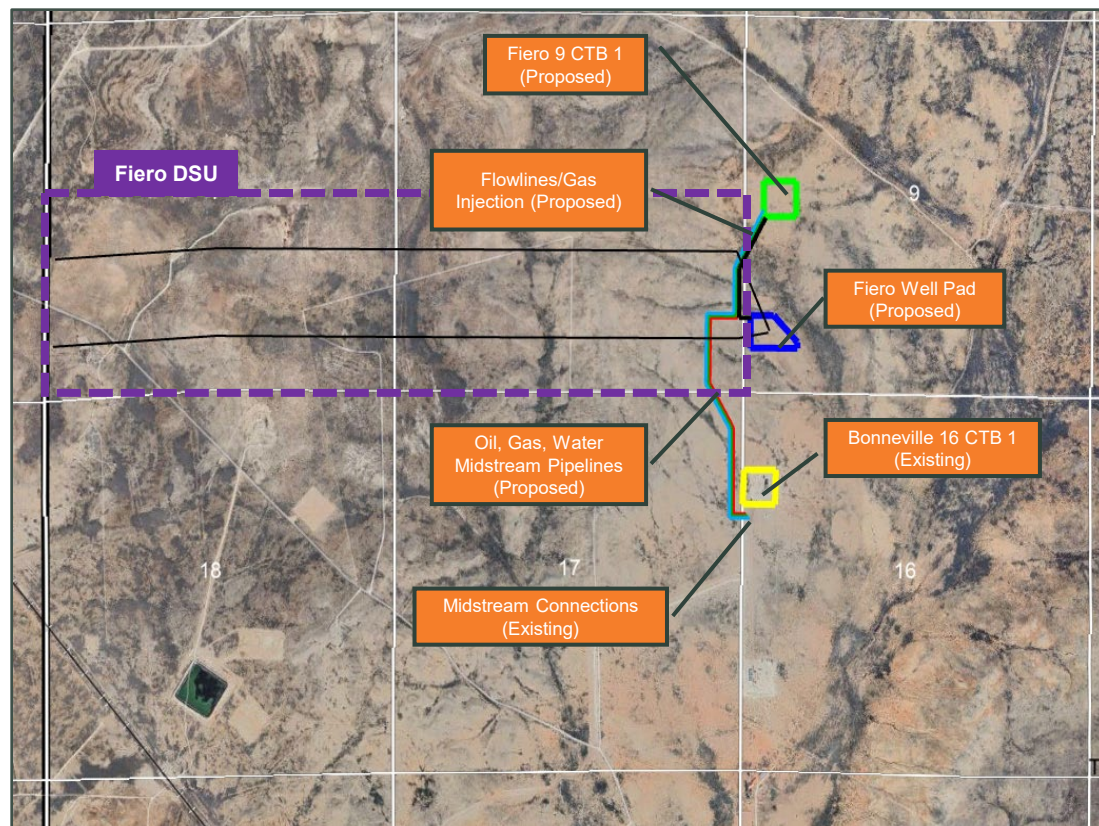 Fiero 9 CTB 1
(Proposed)
Fiero DSU
Flowlines/Gas
Injection (Proposed)
9
Fiero Well Pad
(Proposed)
Oil, Gas, Water
Midstream Pipelines
(Proposed)
Bonneville 16 CTB 1
(Existing)
18
17
16
Midstream Connections
(Existing)
T